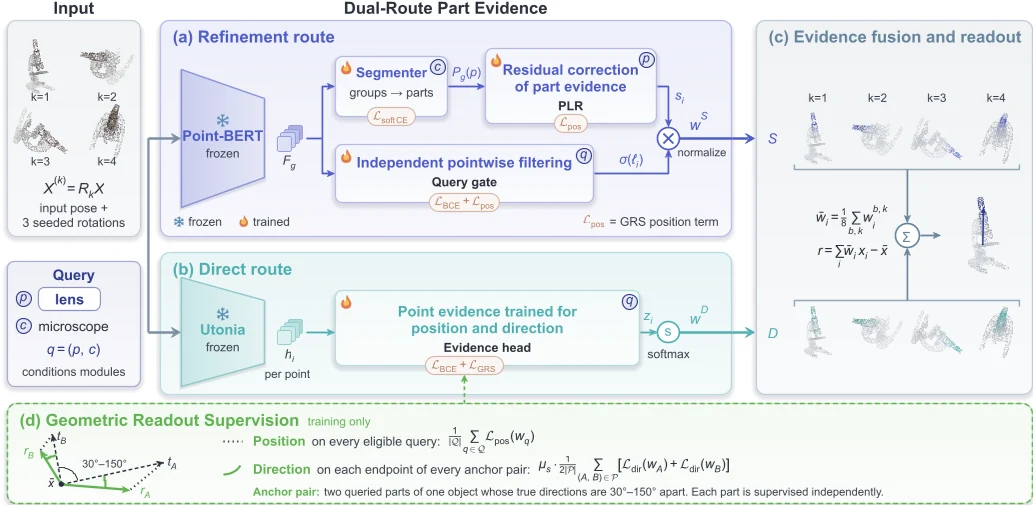 Input
Dual-Route Part Evidence
k=1
k=2
k=3
k=4
X^(k) = R_k X
input pose +
3 seeded rotations
Query
p lens
c microscope
q = (p, c)
conditions modules
(a) Refinement route
Point-BERT
frozen
F_g
Segmenter c
groups → parts
L_soft CE
P_g(p)
Residual correction p
of part evidence
PLR
L_pos
s_i
Independent pointwise filtering q
Query gate
L_BCE + L_pos
σ(ℓ_i)
×
w^S
normalize
frozen trained
L_pos = GRS position term
(b) Direct route
Utonia
frozen
h_i
per point
Point evidence trained for q
position and direction
Evidence head
L_BCE + L_GRS
z_i
S
softmax
w^D
(c) Evidence fusion and readout
k=1 k=2 k=3 k=4
S
w̄_i = 1/8 ∑_{b,k} w_i^{b,k}
r = ∑_i w̄_i x_i − x̄
Σ
D
(d) Geometric Readout Supervision training only
t_B
r_B
30°–150°
t_A
x̄
r_A
Position on every eligible query: 1/|Q| ∑_{q∈Q} L_pos(w_q)
Direction on each endpoint of every anchor pair: μ_s · 1/2|P| ∑_{(A, B)∈P} [L_dir(w_A) + L_dir(w_B)]
Anchor pair: two queried parts of one object whose true directions are 30°–150° apart. Each part is supervised independently.